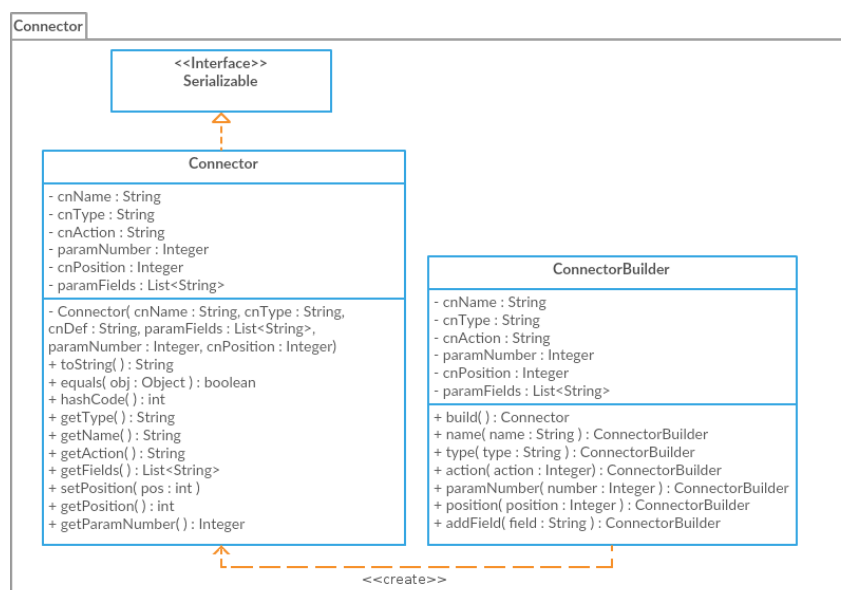 Connector
<<Interface>>
Serializable
Connector
- cnName : String
- cnType : String
- cnAction : String
- paramNumber : Integer
- cnPosition : Integer
- paramFields : List<String>
- Connector( cnName : String, cnType : String,
cnDef : String, paramFields : List<String>,
paramNumber : Integer, cnPosition : Integer)
+ toString( ) : String
+ equals( obj : Object ) : boolean
+ hashCode( ) : int
+ getType( ) : String
+ getName( ) : String
+ getAction( ) : String
+ getFields( ) : List<String>
+ setPosition( pos : int )
+ getPosition( ) : int
+ getParamNumber( ) : Integer
ConnectorBuilder
- cnName : String
- cnType : String
- cnAction : String
- paramNumber : Integer
- cnPosition : Integer
- paramFields : List<String>
+ build( ) : Connector
+ name( name : String ) : ConnectorBuilder
+ type( type : String ) : ConnectorBuilder
+ action( action : Integer) : ConnectorBuilder
+ paramNumber( number : Integer ) : ConnectorBuilder
+ position( position : Integer ) : ConnectorBuilder
+ addField( field : String ) : ConnectorBuilder
<<create>>